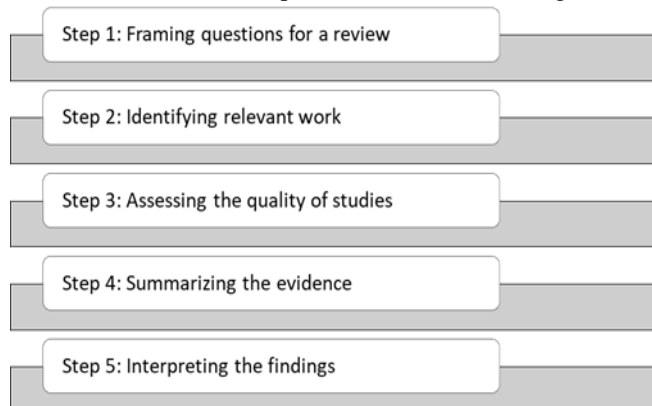 Step 1: Framing questions for a review
Step 2: Identifying relevant work
Step 3: Assessing the quality of studies
Step 4: Summarizing the evidence
Step 5: Interpreting the findings